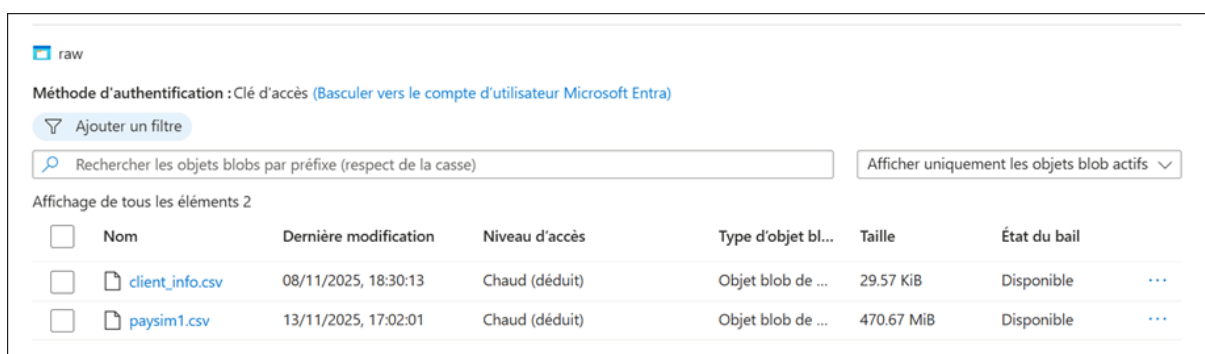 raw
Méthode d'authentification : Clé d'accès (Basculer vers le compte d'utilisateur Microsoft Entra)
Ajouter un filtre
Rechercher les objets blobs par préfixe (respect de la casse)
Afficher uniquement les objets blob actifs
Affichage de tous les éléments 2
Nom Dernière modification Niveau d'accès Type d'objet bl... Taille État du bail
client_info.csv 08/11/2025, 18:30:13 Chaud (déduit) Objet blob de ... 29.57 KiB Disponible ...
paysim1.csv 13/11/2025, 17:02:01 Chaud (déduit) Objet blob de ... 470.67 MiB Disponible ...